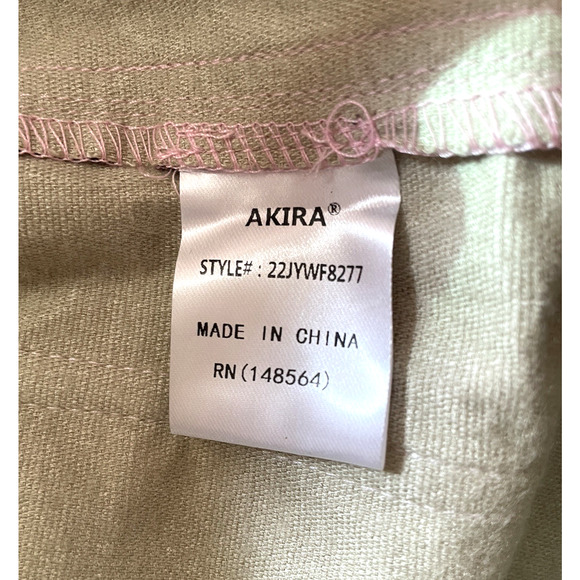 AKIRA®
STYLE#: 22JYWF8277
MADE IN CHINA
RN(148564)